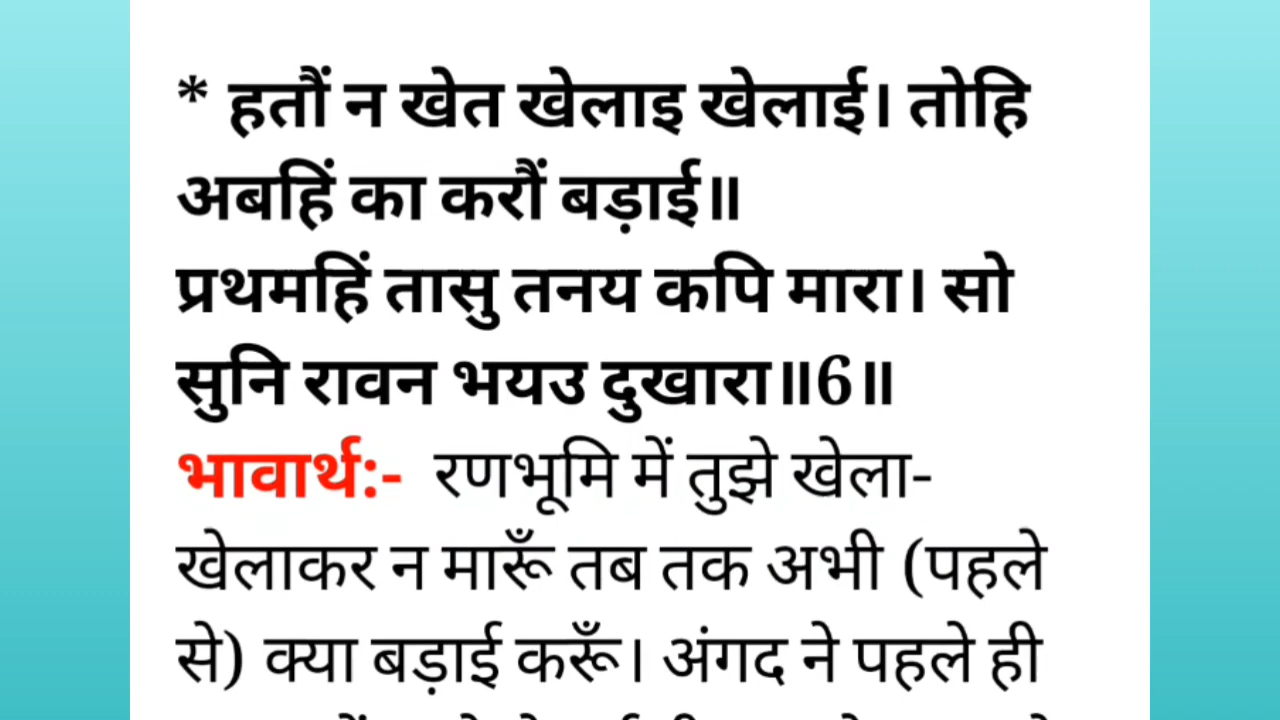 * हतौं न खेत खेलाइ खेलाई। तोहि
अबहिं का करौं बड़ाई॥
प्रथमहिं तासु तनय कपि मारा। सो
सुनि रावन भयउ दुखारा॥6॥
भावार्थ:- रणभूमि में तुझे खेला-
खेलाकर न मारूँ तब तक अभी (पहले
से) क्या बड़ाई करूँ। अंगद ने पहले ही